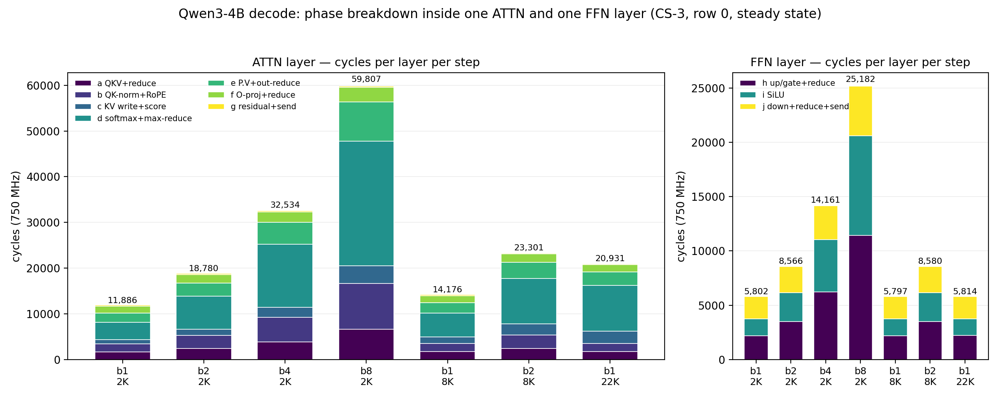 Qwen3-4B decode: phase breakdown inside one ATTN and one FFN layer (CS-3, row 0, steady state)
ATTN layer — cycles per layer per step
cycles (750 MHz)
60000
50000
40000
30000
20000
10000
0
a QKV+reduce
b QK-norm+RoPE
c KV write+score
d softmax+max-reduce
e P.V+out-reduce
f O-proj+reduce
g residual+send
11,886
18,780
32,534
59,807
14,176
23,301
20,931
b1
2K
b2
2K
b4
2K
b8
2K
b1
8K
b2
8K
b1
22K
FFN layer — cycles per layer per step
cycles (750 MHz)
25000
20000
15000
10000
5000
0
h up/gate+reduce
i SiLU
j down+reduce+send
5,802
8,566
14,161
25,182
5,797
8,580
5,814
b1
2K
b2
2K
b4
2K
b8
2K
b1
8K
b2
8K
b1
22K